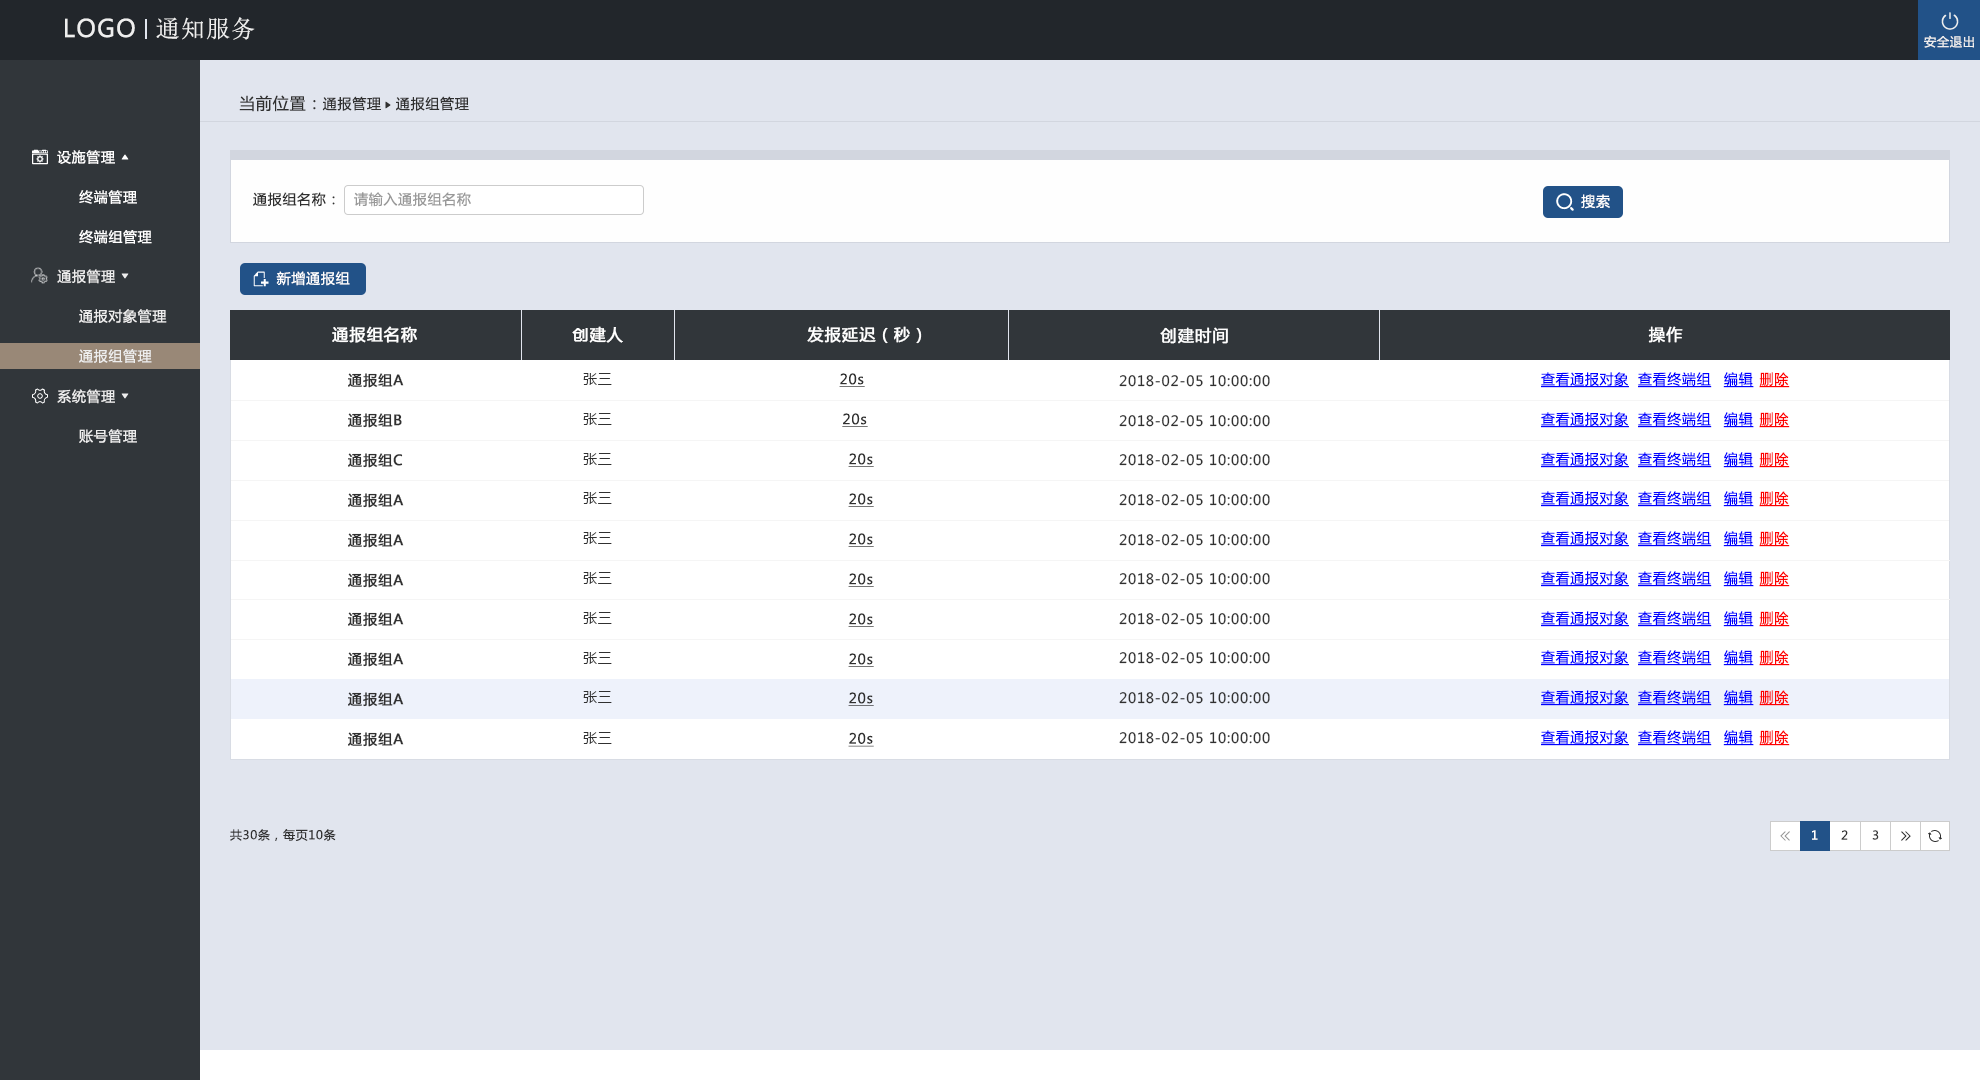 LOGO | 通知服务
安全退出
当前位置：通报管理 ▸ 通报组管理
设施管理
终端管理
终端组管理
通报管理
通报对象管理
通报组管理
系统管理
账号管理
通报组名称： 请输入通报组名称 搜索
新增通报组
通报组名称 创建人 发报延迟（秒） 创建时间 操作
通报组A 张三 20s 2018-02-05 10:00:00 查看通报对象 查看终端组 编辑 删除
通报组B 张三 20s 2018-02-05 10:00:00 查看通报对象 查看终端组 编辑 删除
通报组C 张三 20s 2018-02-05 10:00:00 查看通报对象 查看终端组 编辑 删除
通报组A 张三 20s 2018-02-05 10:00:00 查看通报对象 查看终端组 编辑 删除
通报组A 张三 20s 2018-02-05 10:00:00 查看通报对象 查看终端组 编辑 删除
通报组A 张三 20s 2018-02-05 10:00:00 查看通报对象 查看终端组 编辑 删除
通报组A 张三 20s 2018-02-05 10:00:00 查看通报对象 查看终端组 编辑 删除
通报组A 张三 20s 2018-02-05 10:00:00 查看通报对象 查看终端组 编辑 删除
通报组A 张三 20s 2018-02-05 10:00:00 查看通报对象 查看终端组 编辑 删除
通报组A 张三 20s 2018-02-05 10:00:00 查看通报对象 查看终端组 编辑 删除
共30条，每页10条 « 1 2 3 »